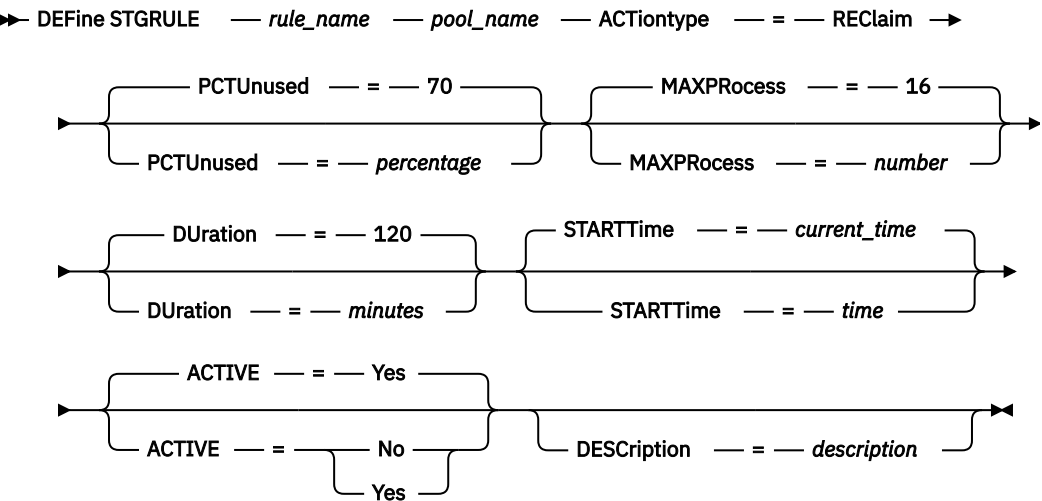 DEFine STGRULE rule_name pool_name ACTiontype = REClaim
PCTUnused = 70 MAXPRocess = 16
PCTUnused = percentage MAXPRocess = number
DUration = 120 STARTTime = current_time
DUration = minutes STARTTime = time
ACTIVE = Yes
ACTIVE = No DESCription = description
Yes